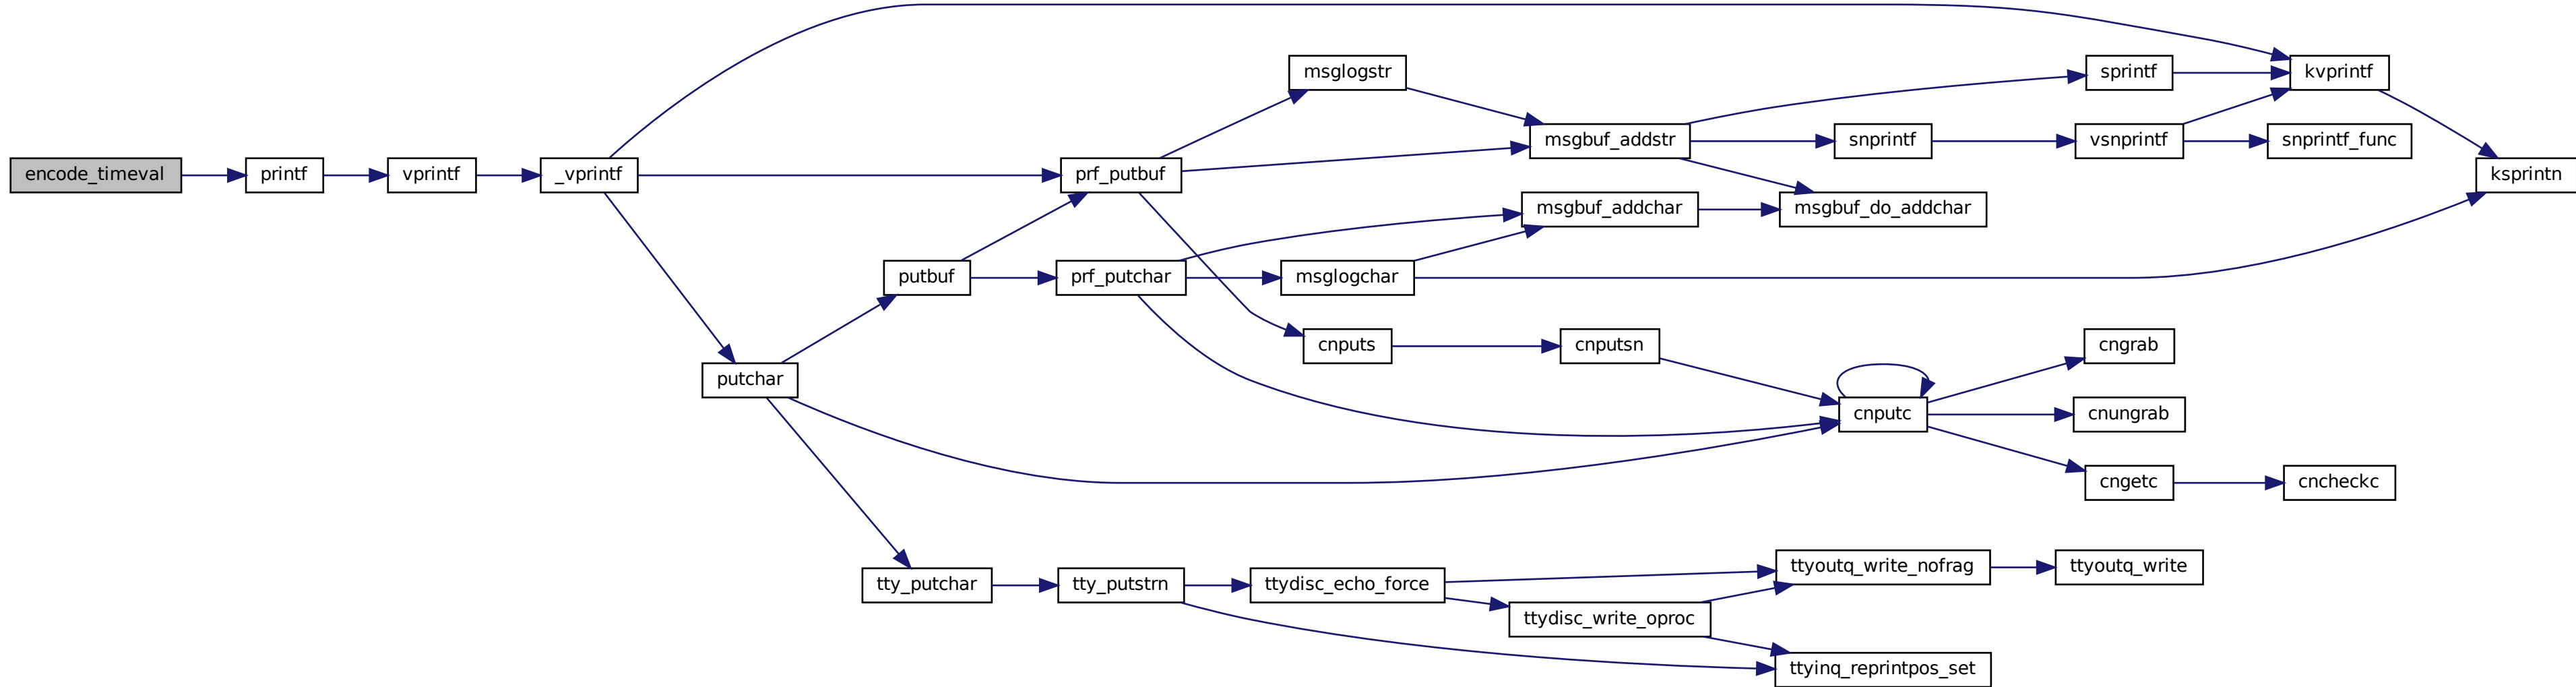 msglogstr
sprintf
kvprintf
msgbuf_addstr
snprintf
vsnprintf
snprintf_func
encode_timeval
printf
vprintf
_vprintf
prf_putbuf
ksprintn
msgbuf_addchar
msgbuf_do_addchar
putbuf
prf_putchar
msglogchar
cnputs
cnputsn
cngrab
putchar
cnputc
cnungrab
cngetc
cncheckc
tty_putchar
tty_putstrn
ttydisc_echo_force
ttyoutq_write_nofrag
ttyoutq_write
ttydisc_write_oproc
ttyinq_reprintpos_set